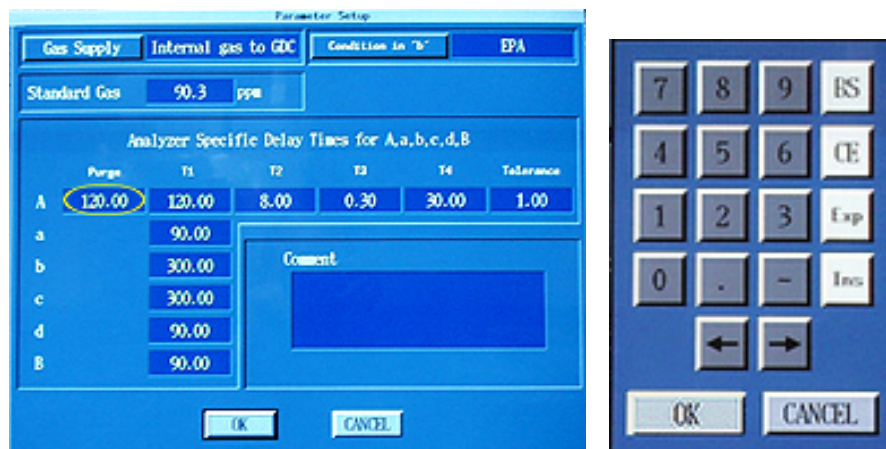 Parameter Setup
Gas Supply Internal gas to GDC Condition in "b" EPA
Standard Gas 90.3 ppm
Analyzer Specific Delay Times for A,a,b,c,d,B
Purge T1 T2 T3 T4 Tolerance
A 120.00 120.00 8.00 0.30 30.00 1.00
a 90.00
b 300.00
c 300.00
d 90.00
B 90.00
Comment
OK CANCEL
7 8 9 BS
4 5 6 CE
1 2 3 Exp
0 . - Ins
← →
OK CANCEL